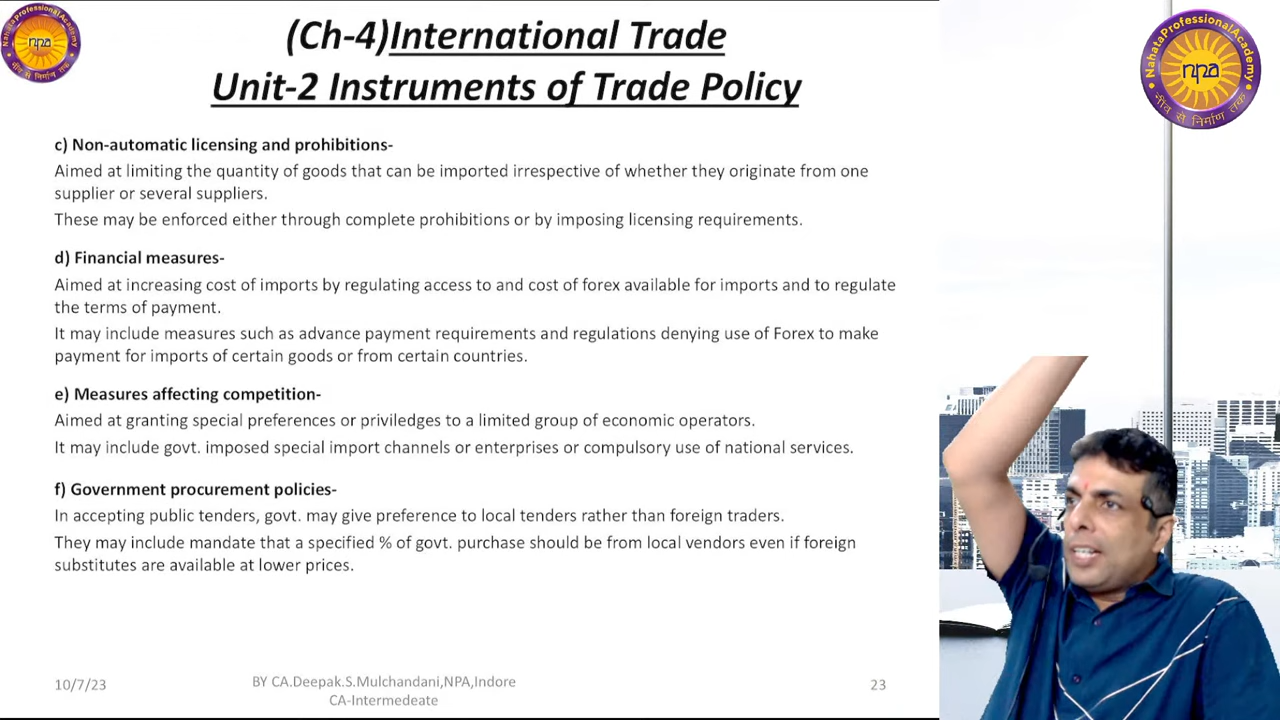 (Ch-4)International Trade
Unit-2 Instruments of Trade Policy
NahataProfessionalAcademy
npa
नींव से निर्माण तक
NahataProfessionalAcademy
npa
नींव से निर्माण तक
c) Non-automatic licensing and prohibitions-
Aimed at limiting the quantity of goods that can be imported irrespective of whether they originate from one
supplier or several suppliers.
These may be enforced either through complete prohibitions or by imposing licensing requirements.
d) Financial measures-
Aimed at increasing cost of imports by regulating access to and cost of forex available for imports and to regulate
the terms of payment.
It may include measures such as advance payment requirements and regulations denying use of Forex to make
payment for imports of certain goods or from certain countries.
e) Measures affecting competition-
Aimed at granting special preferences or priviledges to a limited group of economic operators.
It may include govt. imposed special import channels or enterprises or compulsory use of national services.
f) Government procurement policies-
In accepting public tenders, govt. may give preference to local tenders rather than foreign traders.
They may include mandate that a specified % of govt. purchase should be from local vendors even if foreign
substitutes are available at lower prices.
10/7/23
BY CA.Deepak.S.Mulchandani,NPA,Indore
CA-Intermedeate
23